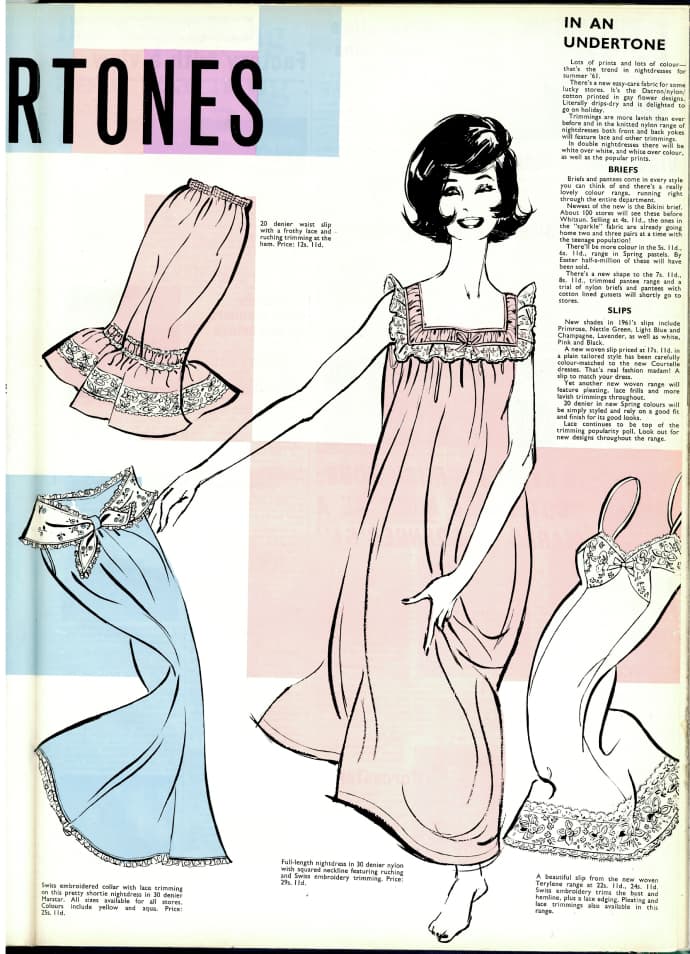 RTONES
IN AN
UNDERTONE
Lots of prints and lots of colour—
that's the trend in nightdresses for
summer '61.
There's a new easy-care fabric for some
lucky stores. It's the Dacron/nylon/
cotton printed in gay flower designs.
Literally drips-dry and is delighted to
go on holiday.
Trimmings are more lavish than ever
before and in the knitted nylon range of
nightdresses both front and back yokes
will feature lace and other trimmings.
In double nightdresses there will be
white over white, and white over colour,
as well as the popular prints.
BRIEFS
Briefs and pantees come in every style
you can think of and there's a really
lovely colour range, running right
through the entire department.
Newest of the new is the Bikini brief.
About 100 stores will see these before
Whitsun. Selling at 4s. 11d., the ones in
the "sparkle" fabric are already going
home two and three pairs at a time with
the teenage population!
There'll be more colour in the 5s. 11d.,
6s. 11d., range in Spring pastels. By
Easter half-a-million of these will have
been sold.
There's a new shape to the 7s. 11d.,
8s. 11d., trimmed pantee range and a
trial of nylon briefs and pantees with
cotton lined gussets will shortly go to
stores.
SLIPS
New shades in 1961's slips include
Primrose, Nettle Green, Light Blue and
Champagne, Lavender, as well as white,
Pink and Black.
A new woven slip priced at 17s. 11d. in
a plain tailored style has been carefully
colour-matched to the new Courtelle
dresses. That's real fashion madam! A
slip to match your dress.
Yet another new woven range will
feature pleating, lace frills and more
lavish trimmings throughout.
30 denier in new Spring colours will
be simply styled and rely on a good fit
and finish for its good looks.
Lace continues to be top of the
trimming popularity poll. Look out for
new designs throughout the range.
20 denier waist slip
with a frothy lace and
ruching trimming at the
hem. Price: 12s. 11d.
Swiss embroidered collar with lace trimming
on this pretty shortie nightdress in 30 denier
Marstar. All sizes available for all stores.
Colours include yellow and aqua. Price:
25s. 11d.
Full-length nightdress in 30 denier nylon
with squared neckline featuring ruching
and Swiss embroidery trimming. Price:
29s. 11d.
A beautiful slip from the new woven
Terylene range at 22s. 11d., 24s. 11d.
Swiss embroidery trims the bust and
hemline, plus a lace edging. Pleating and
lace trimmings also available in this
range.